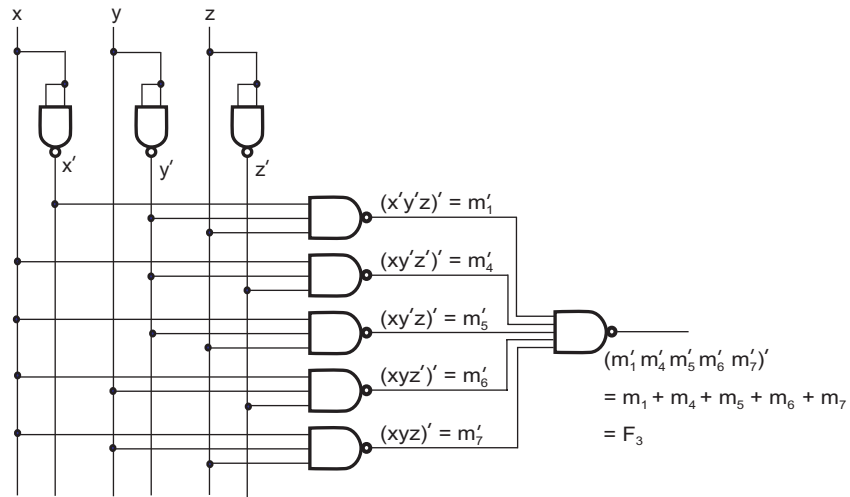 x y z
x′ y′ z′
(x′y′z)′ = m′₁
(xy′z′)′ = m′₄
(xy′z)′ = m′₅
(xyz′)′ = m′₆
(xyz)′ = m′₇
(m′₁ m′₄ m′₅ m′₆ m′₇)′
= m₁ + m₄ + m₅ + m₆ + m₇
= F₃